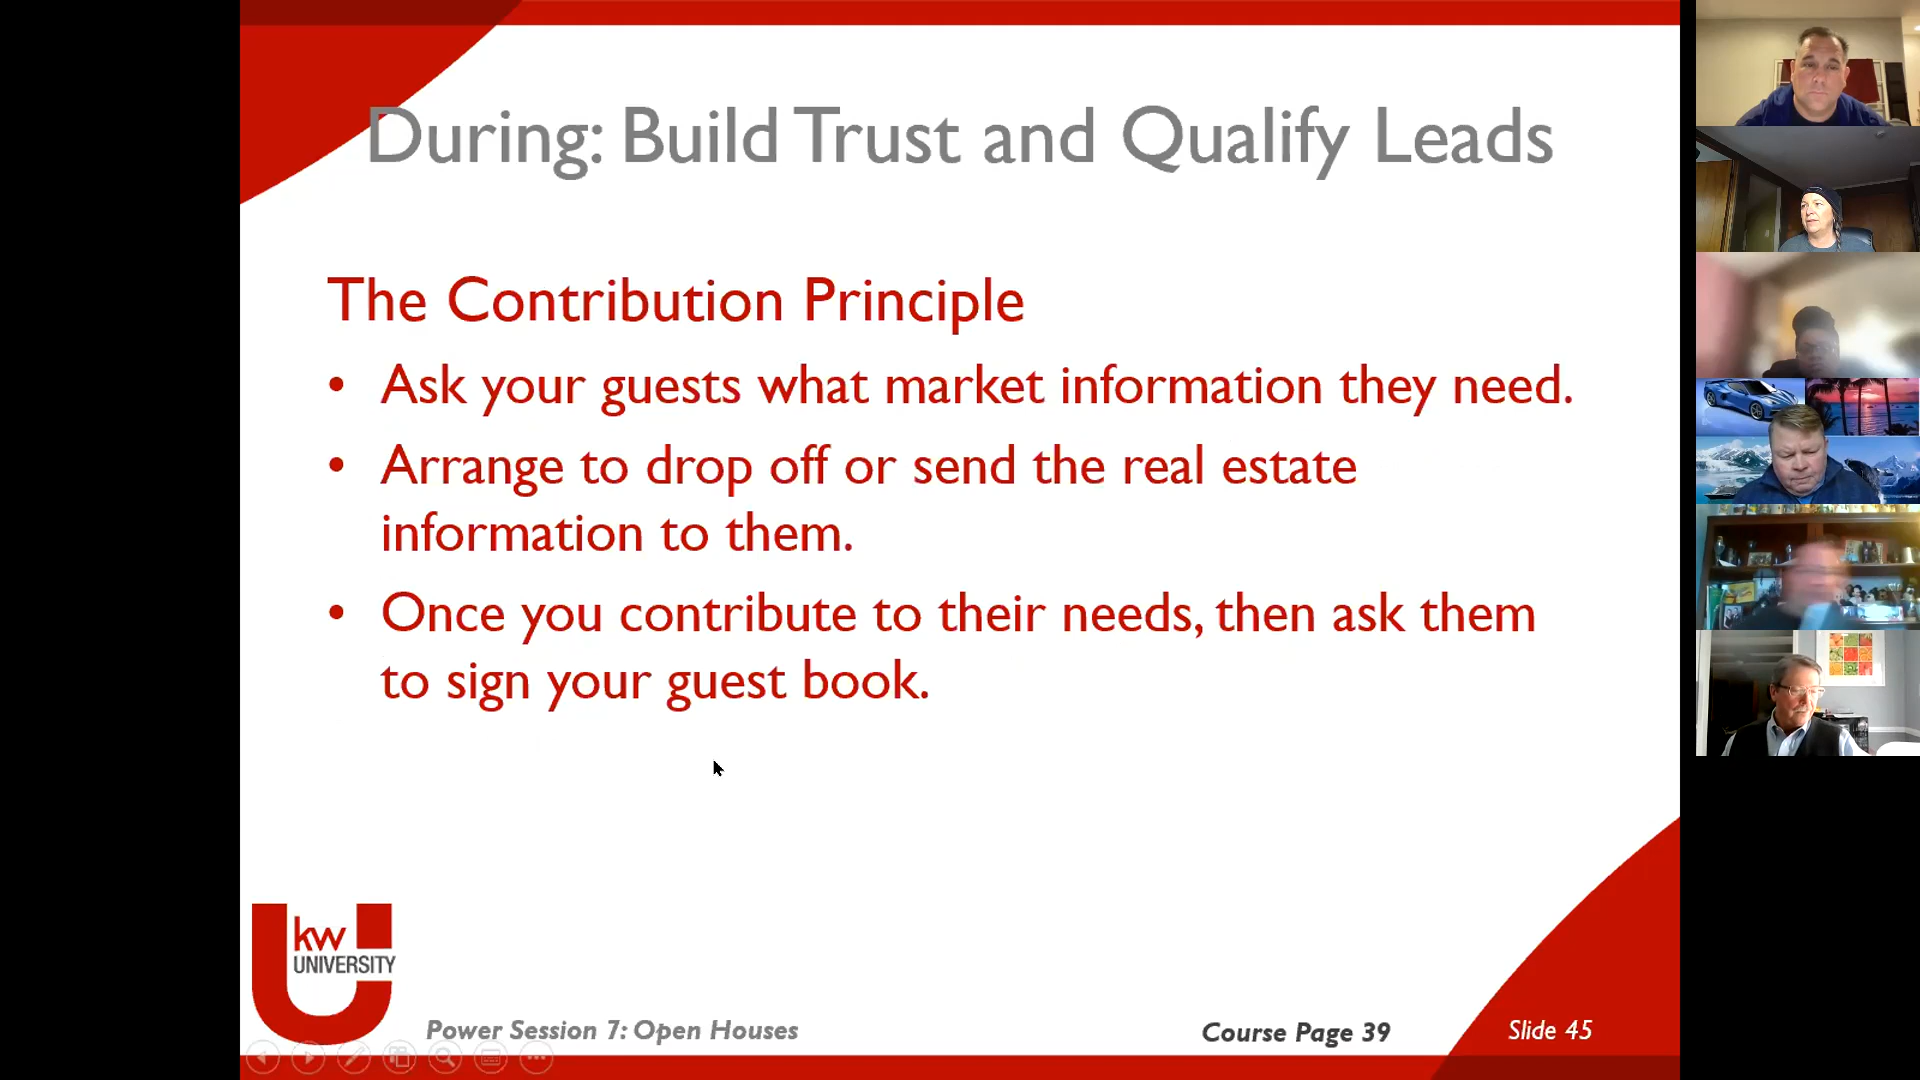 During: Build Trust and Qualify Leads
The Contribution Principle
• Ask your guests what market information they need.
• Arrange to drop off or send the real estate
information to them.
• Once you contribute to their needs, then ask them
to sign your guest book.
kw
UNIVERSITY
Power Session 7: Open Houses
Course Page 39
Slide 45